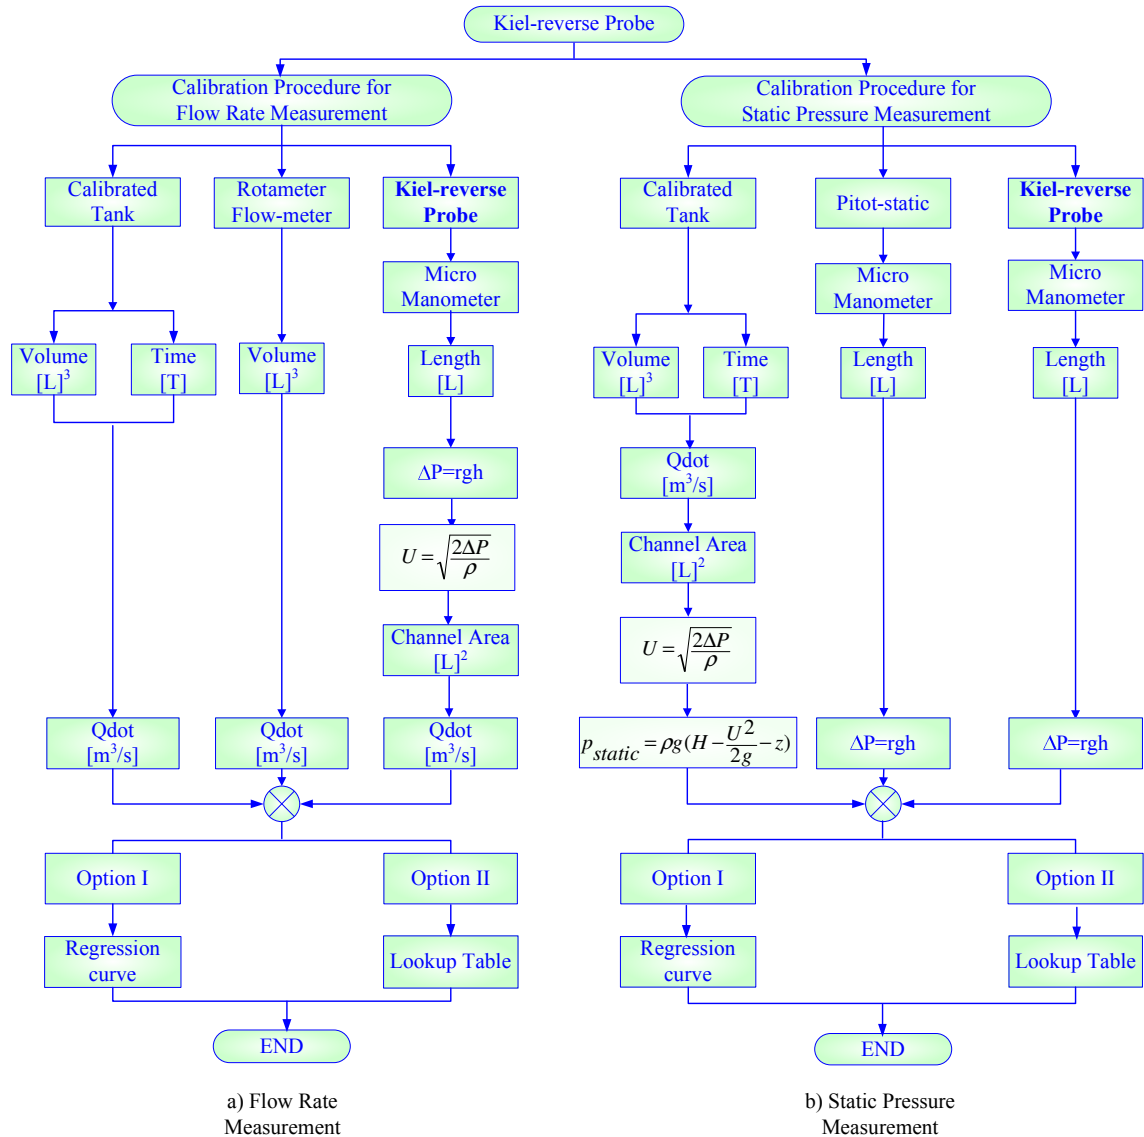 Kiel-reverse Probe
Calibration Procedure for
Flow Rate Measurement
Calibration Procedure for
Static Pressure Measurement
Calibrated
Tank
Rotameter
Flow-meter
Kiel-reverse
Probe
Micro
Manometer
Volume
[L]³
Time
[T]
Volume
[L]³
Length
[L]
ΔP=rgh
U = √(2ΔP/ρ)
Channel Area
[L]²
Qdot
[m³/s]
Qdot
[m³/s]
Qdot
[m³/s]
Option I
Option II
Regression
curve
Lookup Table
END
Calibrated
Tank
Pitot-static
Kiel-reverse
Probe
Micro
Manometer
Micro
Manometer
Volume
[L]³
Time
[T]
Length
[L]
Length
[L]
Qdot
[m³/s]
Channel Area
[L]²
U = √(2ΔP/ρ)
p_static = ρg(H − U²/2g − z)
ΔP=rgh
ΔP=rgh
Option I
Option II
Regression
curve
Lookup Table
END
a) Flow Rate
Measurement
b) Static Pressure
Measurement